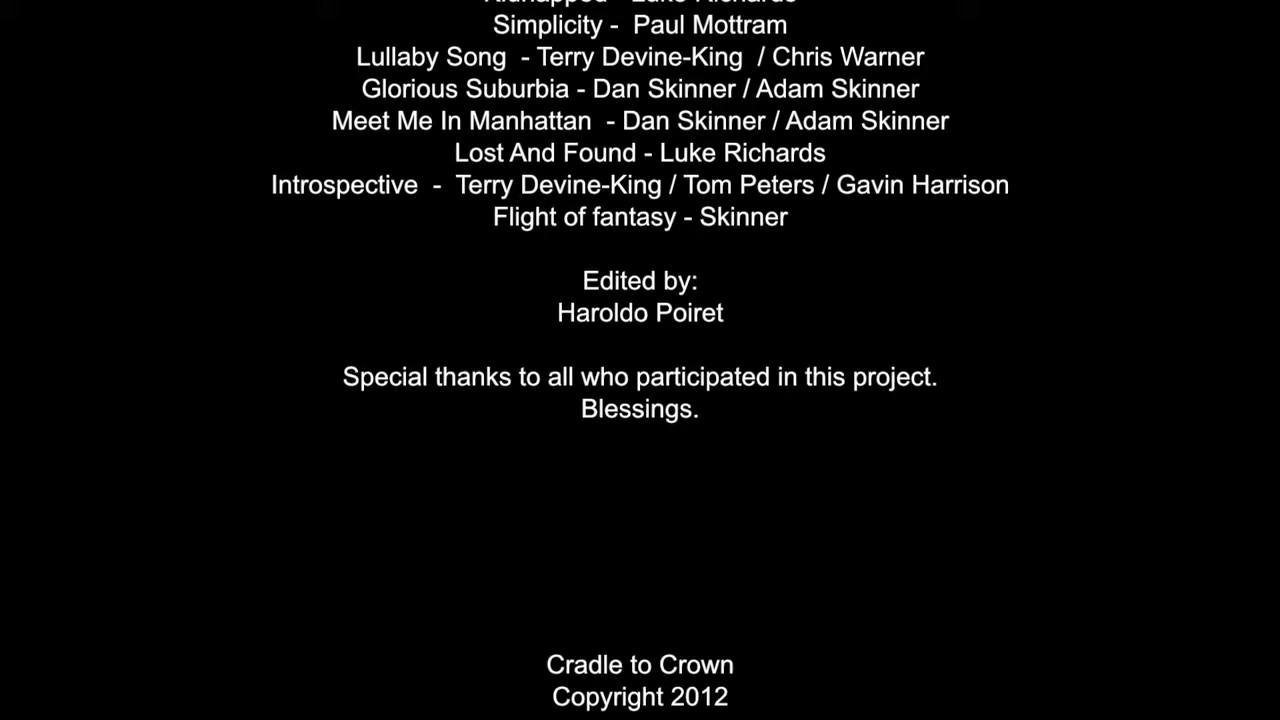 Kidnapped - Luke Richards
Simplicity - Paul Mottram
Lullaby Song - Terry Devine-King / Chris Warner
Glorious Suburbia - Dan Skinner / Adam Skinner
Meet Me In Manhattan - Dan Skinner / Adam Skinner
Lost And Found - Luke Richards
Introspective - Terry Devine-King / Tom Peters / Gavin Harrison
Flight of fantasy - Skinner
Edited by:
Haroldo Poiret
Special thanks to all who participated in this project.
Blessings.
Cradle to Crown
Copyright 2012